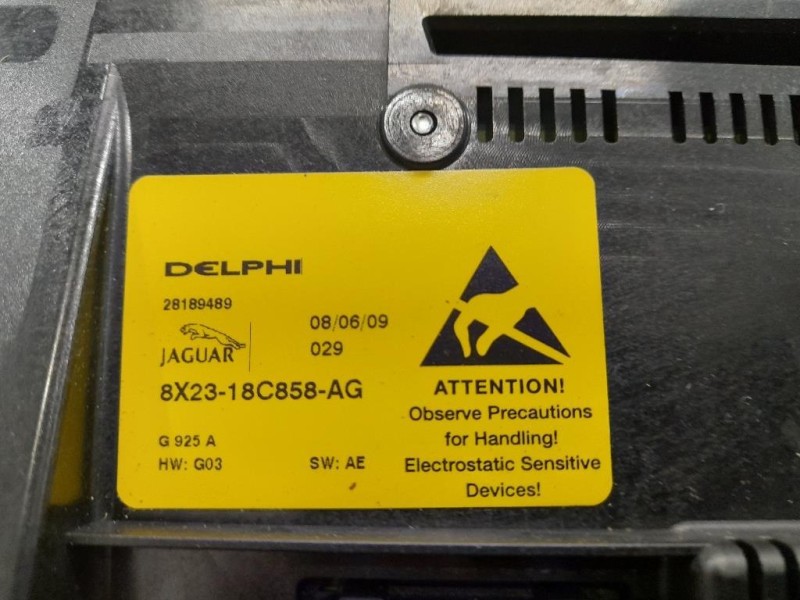 DELPHI
28189489
JAGUAR
08/06/09
029
8X23-18C858-AG
G 925 A
HW: G03 SW: AE
ATTENTION!
Observe Precautions
for Handling!
Electrostatic Sensitive
Devices!